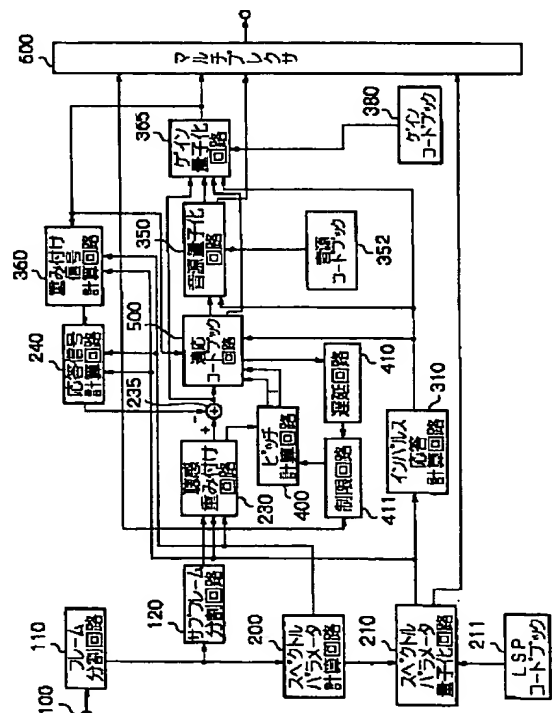 100
110
フレーム
分割回路
サブフレーム
分割回路
120
200
スペクトル
パラメータ
計算回路
210
スペクトル
パラメータ
量子化回路
211
LSP
コードブック
聴感
重み付け
回路
230
235
+
-
240
応答信号
計算回路
360
重み付け
信号
計算回路
500
適応
コードブック
回路
ピッチ
計算回路
400
410
遅延回路
制限回路
411
310
インパルス
応答
計算回路
350
音源量子化
回路
音源
コードブック
352
365
ゲイン
量子化
回路
380
ゲイン
コードブック
600
マルチプレクサ